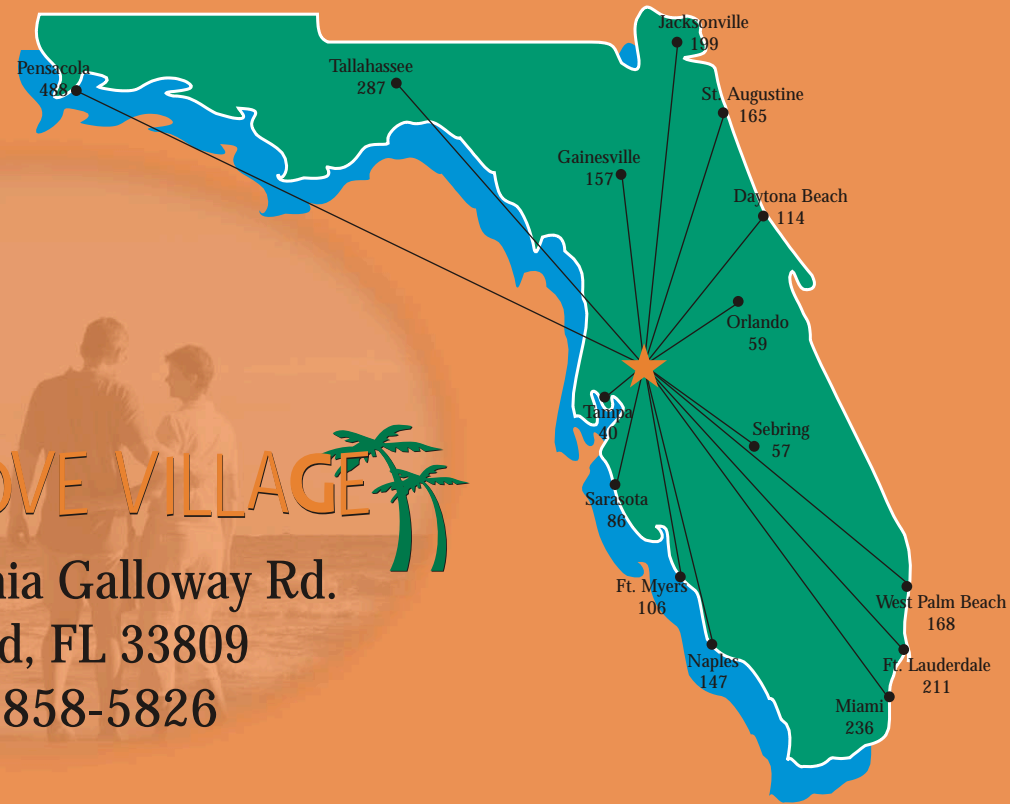 Jacksonville
199
Pensacola
488
Tallahassee
287
St. Augustine
165
Gainesville
157
Daytona Beach
114
Orlando
59
Tampa
40
Sebring
57
Sarasota
86
Ft. Myers
106
West Palm Beach
168
Naples
147
Ft. Lauderdale
211
Miami
236
OVE VILLAGE
nia Galloway Rd.
d, FL 33809
858-5826